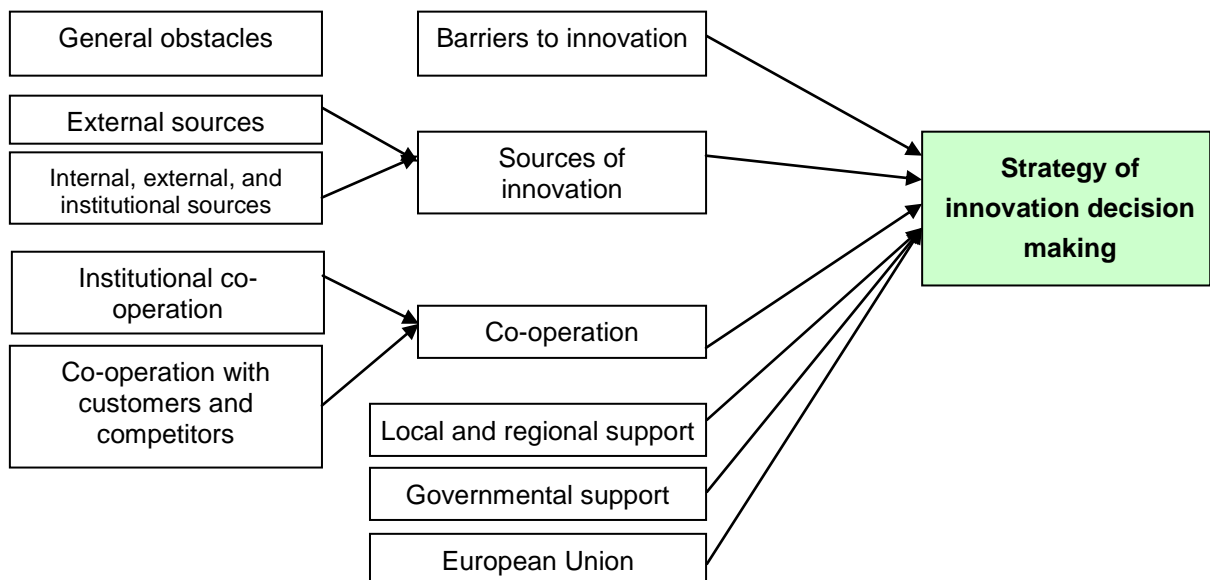 General obstacles
External sources
Internal, external, and
institutional sources
Institutional co-
operation
Co-operation with
customers and
competitors
Barriers to innovation
Sources of
innovation
Co-operation
Local and regional support
Governmental support
European Union
Strategy of
innovation decision
making